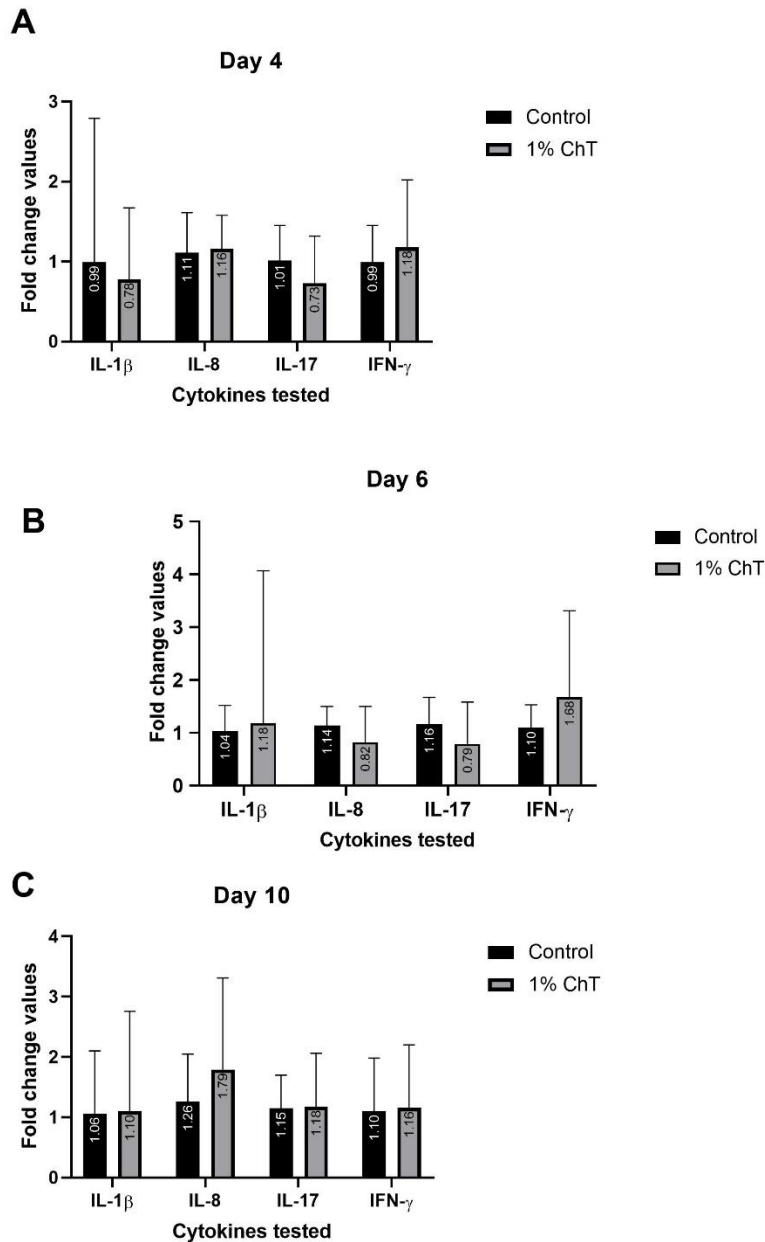 A
Day 4
Control
1% ChT
Fold change values
3
2
1
0
0.99
0.78
1.11
1.16
1.01
0.73
0.99
1.18
IL-1β
IL-8
IL-17
IFN-γ
Cytokines tested
B
Day 6
Control
1% ChT
Fold change values
5
4
3
2
1
0
1.04
1.18
1.14
0.82
1.16
0.79
1.10
1.68
IL-1β
IL-8
IL-17
IFN-γ
Cytokines tested
C
Day 10
Control
1% ChT
Fold change values
4
3
2
1
0
1.06
1.10
1.26
1.79
1.15
1.18
1.10
1.16
IL-1β
IL-8
IL-17
IFN-γ
Cytokines tested